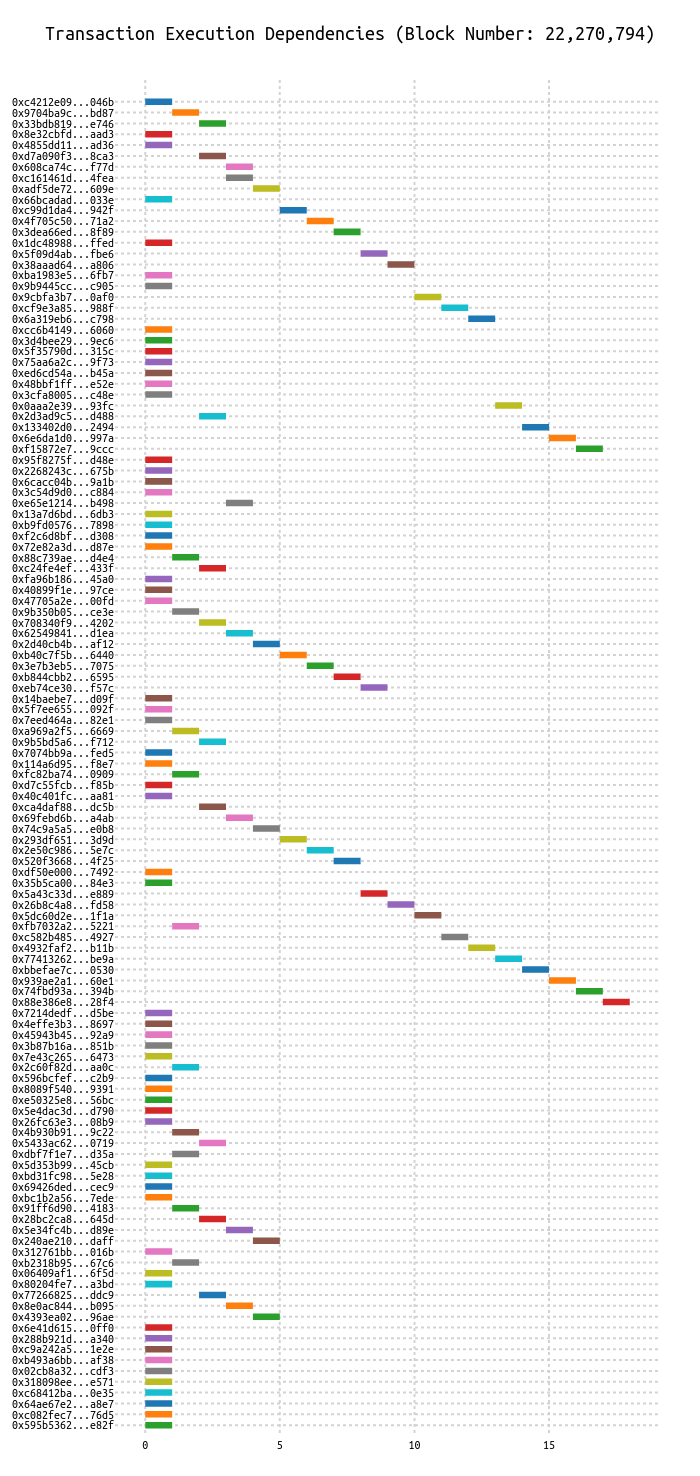 Transaction Execution Dependencies (Block Number: 22,270,794)
0xc4212e09...046b
0x9704ba9c...bd87
0x33bdb819...e746
0x8e32cbfd...aad3
0x4855dd11...ad36
0xd7a090f3...8ca3
0x608ca74c...f77d
0xc161461d...4fea
0xadf5de72...609e
0x66bcadad...033e
0xc99d1da4...942f
0x4f705c50...71a2
0x3dea66ed...8f89
0x1dc48988...ffed
0x5f09d4ab...fbe6
0x38aaad64...a806
0xba1983e5...6fb7
0x9b9445cc...c905
0x9cbfa3b7...0af0
0xcf9e3a85...988f
0x6a319eb6...c798
0xcc6b4149...6060
0x3d4bee29...9ec6
0x5f35790d...315c
0x75aa6a2c...9f73
0xed6cd54a...b45a
0x48bbf1ff...e52e
0x3cfa8005...c48e
0x0aaa2e39...93fc
0x2d3ad9c5...d488
0x133402d0...2494
0x6e6da1d0...997a
0xf15872e7...9ccc
0x95f8275f...d48e
0x2268243c...675b
0x6cacc04b...9a1b
0x3c54d9d0...c884
0xe65e1214...b498
0x13a7d6bd...6db3
0xb9fd0576...7898
0xf2c6d8bf...d308
0x72e82a3d...d87e
0x88c739ae...d4e4
0xc24fe4ef...433f
0xfa96b186...45a0
0x40899f1e...97ce
0x47705a2e...00fd
0x9b350b05...ce3e
0x708340f9...4202
0x62549841...d1ea
0x2d40cb4b...af12
0xb40c7f5b...6440
0x3e7b3eb5...7075
0xb844cbb2...6595
0xeb74ce30...f57c
0x14baebe7...d09f
0x5f7ee655...092f
0x7eed464a...82e1
0xa969a2f5...6669
0x9b5bd5a6...f712
0x7074bb9a...fed5
0x114a6d95...f8e7
0xfc82ba74...0909
0xd7c55fcb...f85b
0x40c401fc...aa81
0xca4daf88...dc5b
0x69febd6b...a4ab
0x74c9a5a5...e0b8
0x293df651...3d9d
0x2e50c986...5e7c
0x520f3668...4f25
0xdf50e000...7492
0x35b5ca00...84e3
0x5a43c33d...e889
0x26b8c4a8...fd58
0x5dc60d2e...1f1a
0xfb7032a2...5221
0xc582b485...4927
0x4932faf2...b11b
0x77413262...be9a
0xbbefae7c...0530
0x939ae2a1...60e1
0x74fbd93a...394b
0x88e386e8...28f4
0x7214dedf...d5be
0x4effe3b3...8697
0x45943b45...92a9
0x3b87b16a...851b
0x7e43c265...6473
0x2c60f82d...aa0c
0x596bcfef...c2b9
0x8089f540...9391
0xe50325e8...56bc
0x5e4dac3d...d790
0x26fc63e3...08b9
0x4b930b91...9c22
0x5433ac62...0719
0xdbf7f1e7...d35a
0x5d353b99...45cb
0xbd31fc98...5e28
0x69426ded...cec9
0xbc1b2a56...7ede
0x91ff6d90...4183
0x28bc2ca8...645d
0x5e34fc4b...d89e
0x240ae210...daff
0x312761bb...016b
0xb2318b95...67c6
0x06409af1...6f5d
0x80204fe7...a3bd
0x77266825...ddc9
0x8e0ac844...b095
0x4393ea02...96ae
0x6e41d615...0ff0
0x288b921d...a340
0xc9a242a5...1e2e
0xb493a6bb...af38
0x02cb8a32...cdf3
0x318098ee...e571
0xc68412ba...0e35
0x64ae67e2...a8e7
0xc082fec7...76d5
0x595b5362...e82f
0 5 10 15